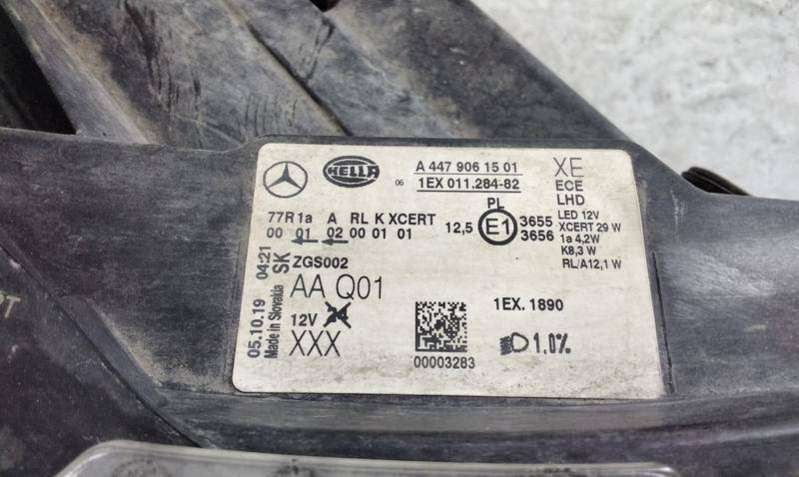 HELLA
06
A 447 906 15 01
1EX 011.284-82
XE
ECE
LHD
LED 12V
XCERT 29 W
1a 4,2W
K8,3 W
RL/A12,1 W
77R1a A RL K XCERT
00 01 02 00 01 01
12,5
PL
E1
3655
3656
ZGS002
AA Q01
12V
XXX
SK
05.10.19 04:21
Made in Slovakia
00003283
1EX. 1890
1.0%